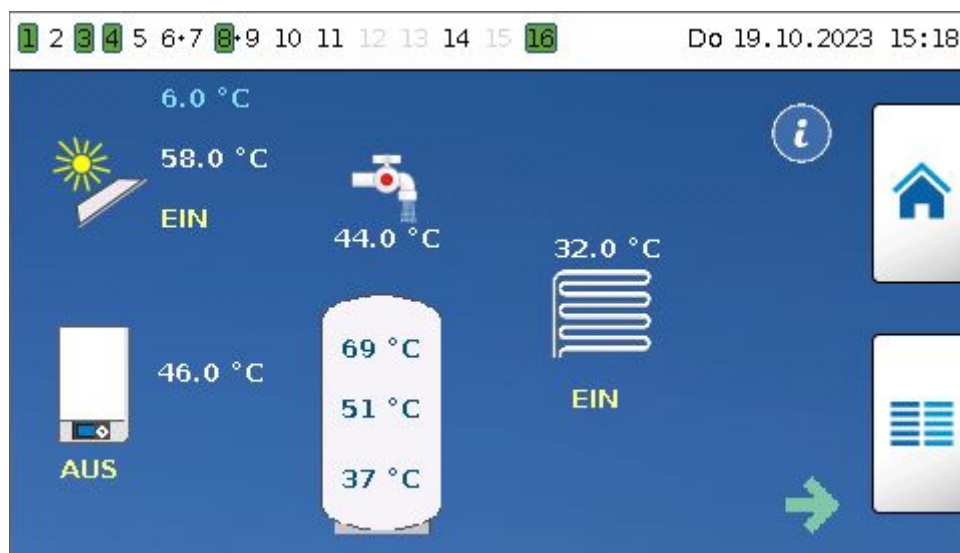 1 2 3 4 5 6·7 8·9 10 11 12 13 14 15 16 Do 19.10.2023 15:18
6.0 °C
58.0 °C
EIN
44.0 °C
32.0 °C
69 °C
46.0 °C
51 °C
EIN
AUS
37 °C